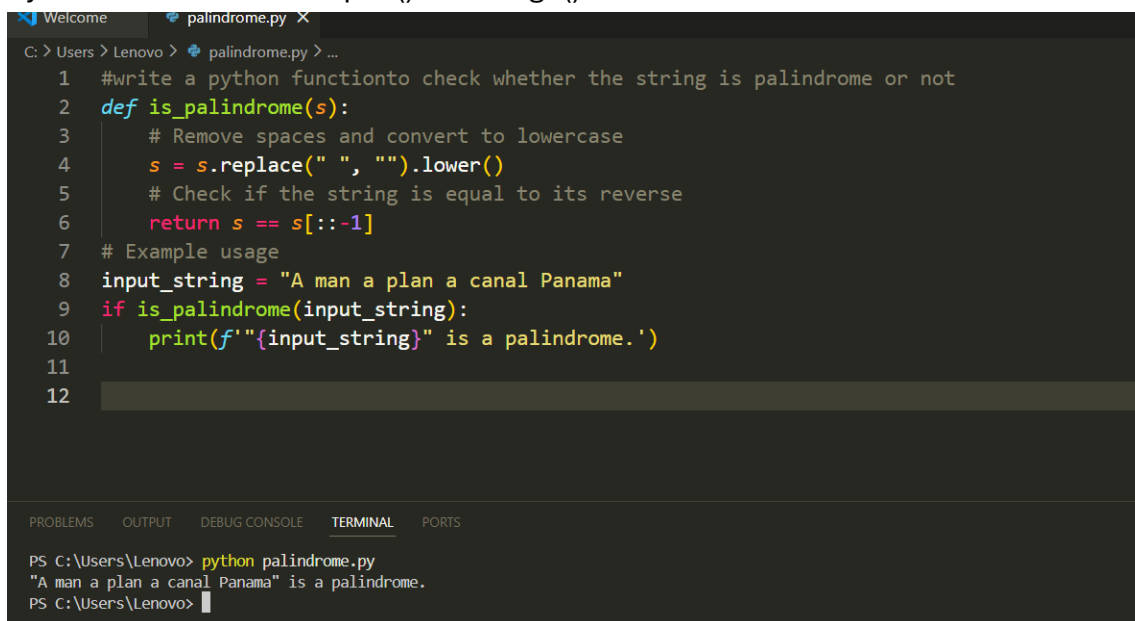 Welcome palindrome.py
C: > Users > Lenovo > palindrome.py > ...
1 #write a python functionto check whether the string is palindrome or not
2 def is_palindrome(s):
3     # Remove spaces and convert to lowercase
4     s = s.replace(" ", "").lower()
5     # Check if the string is equal to its reverse
6     return s == s[::-1]
7 # Example usage
8 input_string = "A man a plan a canal Panama"
9 if is_palindrome(input_string):
10     print(f'"{input_string}" is a palindrome.')
11
12
PROBLEMS OUTPUT DEBUG CONSOLE TERMINAL PORTS
PS C:\Users\Lenovo> python palindrome.py
"A man a plan a canal Panama" is a palindrome.
PS C:\Users\Lenovo>